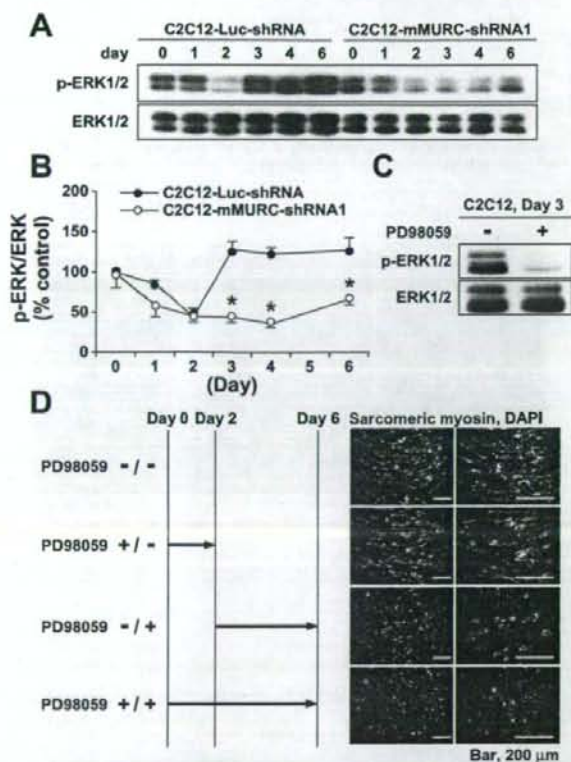 A
C2C12-Luc-shRNA C2C12-mMURC-shRNA1
day 0 1 2 3 4 6 0 1 2 3 4 6
p-ERK1/2
ERK1/2
B
p-ERK/ERK
(% control)
200
150
100
50
0
C2C12-Luc-shRNA
C2C12-mMURC-shRNA1
* * *
0 1 2 3 4 5 6
(Day)
C
C2C12, Day 3
PD98059 - +
p-ERK1/2
ERK1/2
D
Day 0 Day 2 Day 6 Sarcomeric myosin, DAPI
PD98059 - / -
PD98059 + / -
PD98059 - / +
PD98059 + / +
Bar, 200 μm